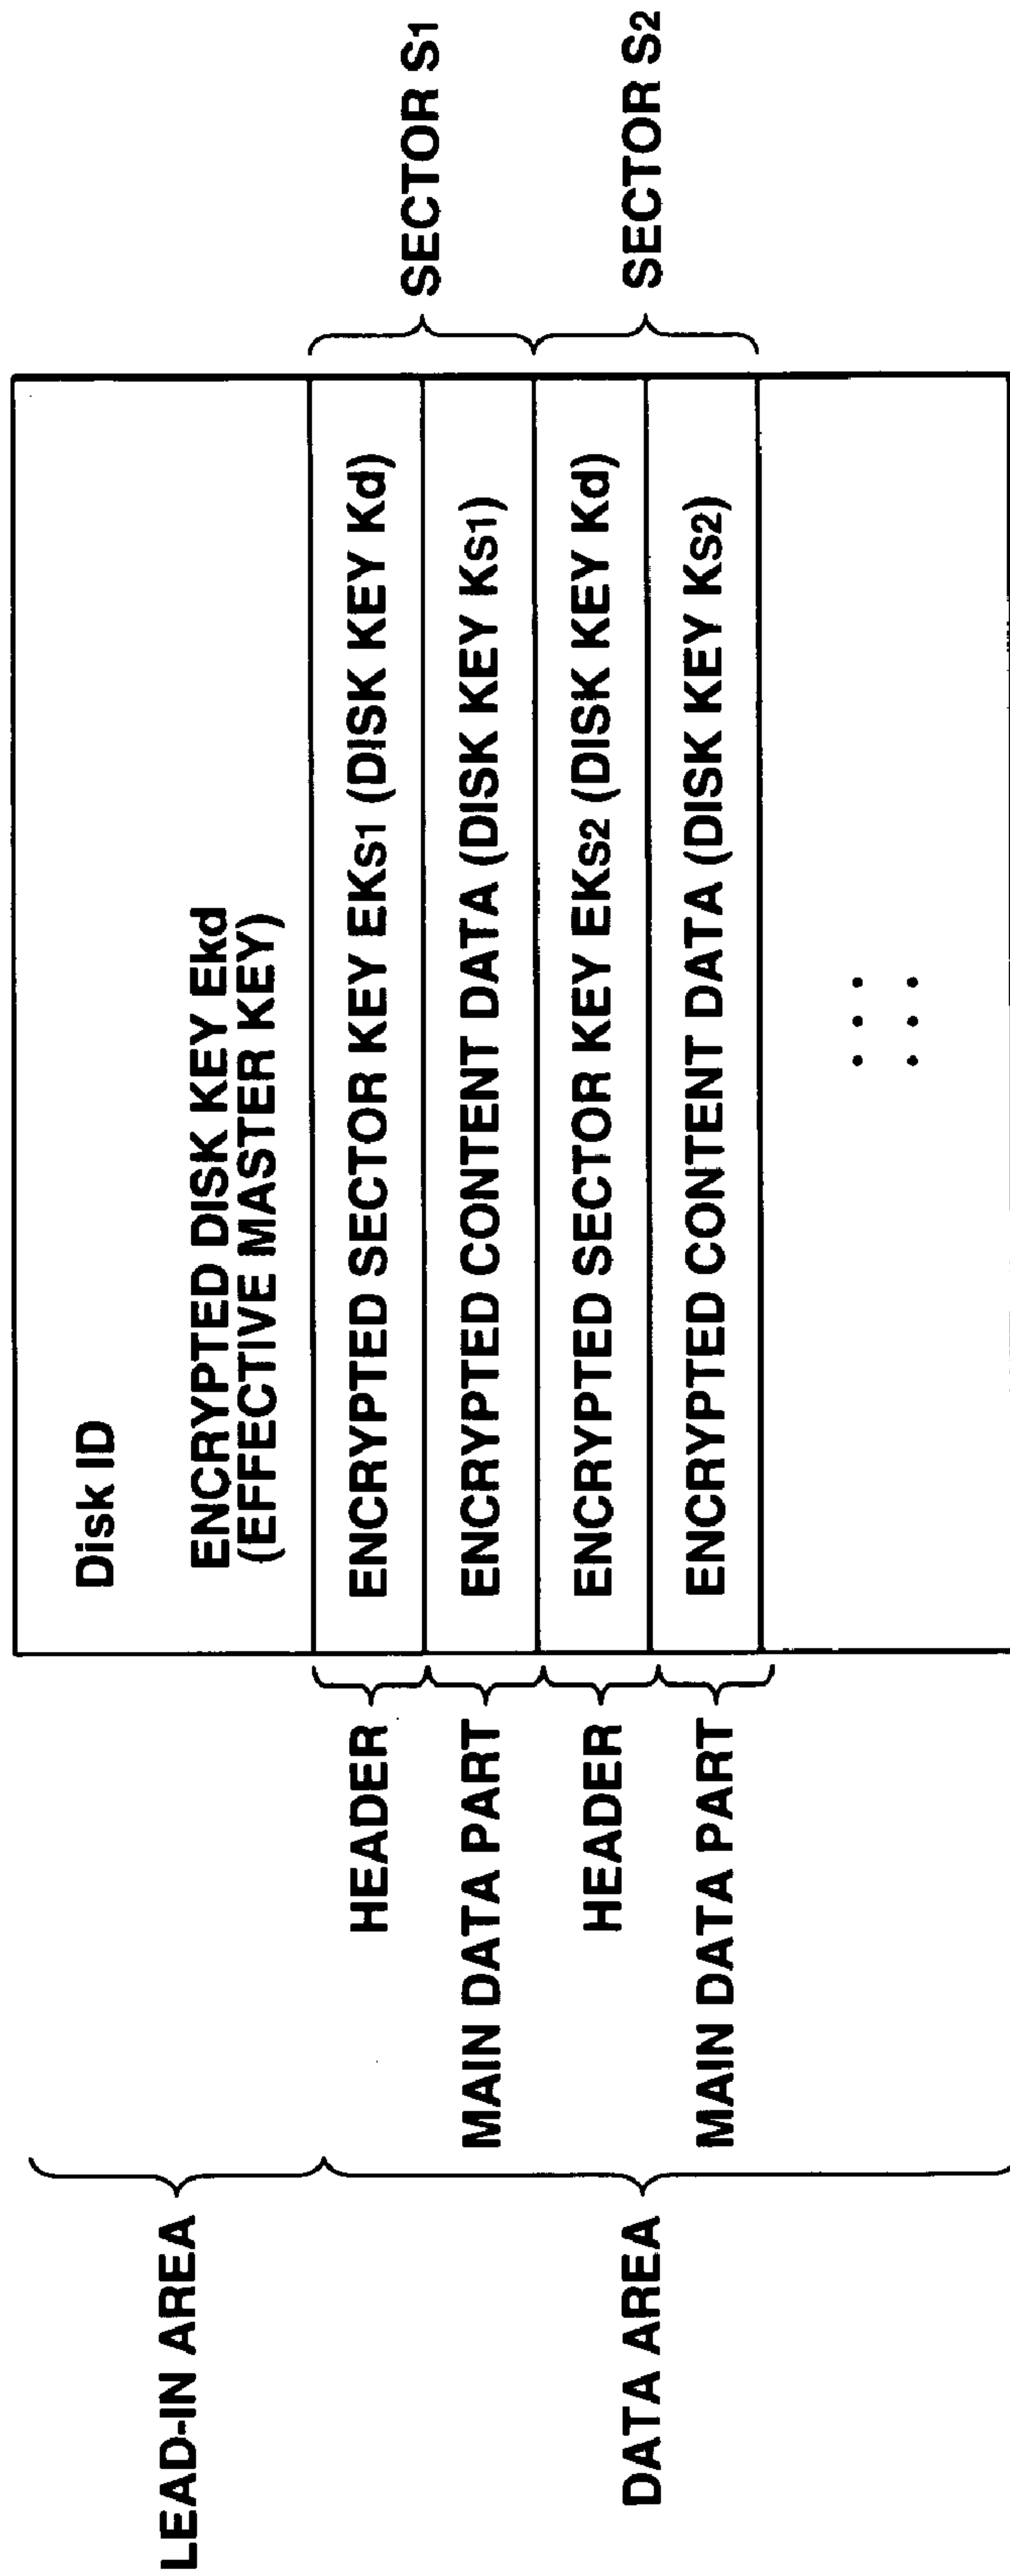 LEAD-IN AREA
Disk ID
ENCRYPTED DISK KEY Ekd
(EFFECTIVE MASTER KEY)
DATA AREA
HEADER
ENCRYPTED SECTOR KEY EKS1 (DISK KEY Kd)
SECTOR S1
MAIN DATA PART
ENCRYPTED CONTENT DATA (DISK KEY KS1)
HEADER
ENCRYPTED SECTOR KEY EKS2 (DISK KEY Kd)
SECTOR S2
MAIN DATA PART
ENCRYPTED CONTENT DATA (DISK KEY KS2)